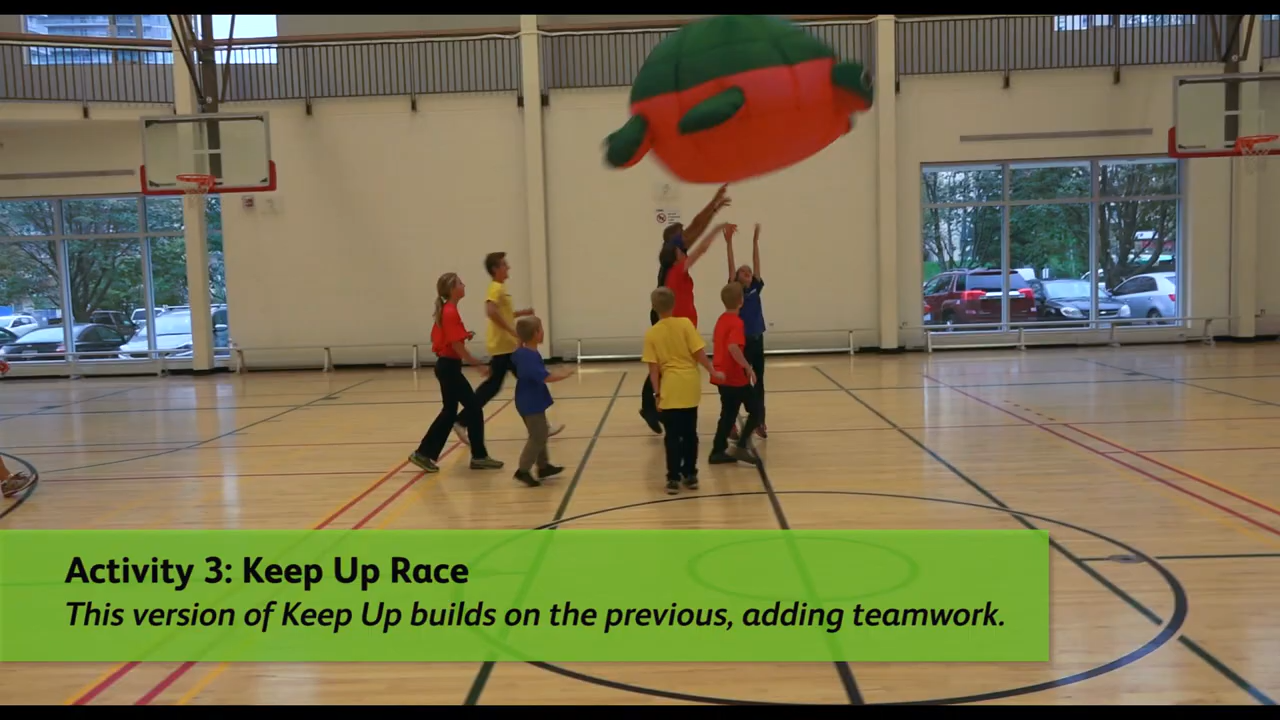 Activity 3: Keep Up Race
This version of Keep Up builds on the previous, adding teamwork.